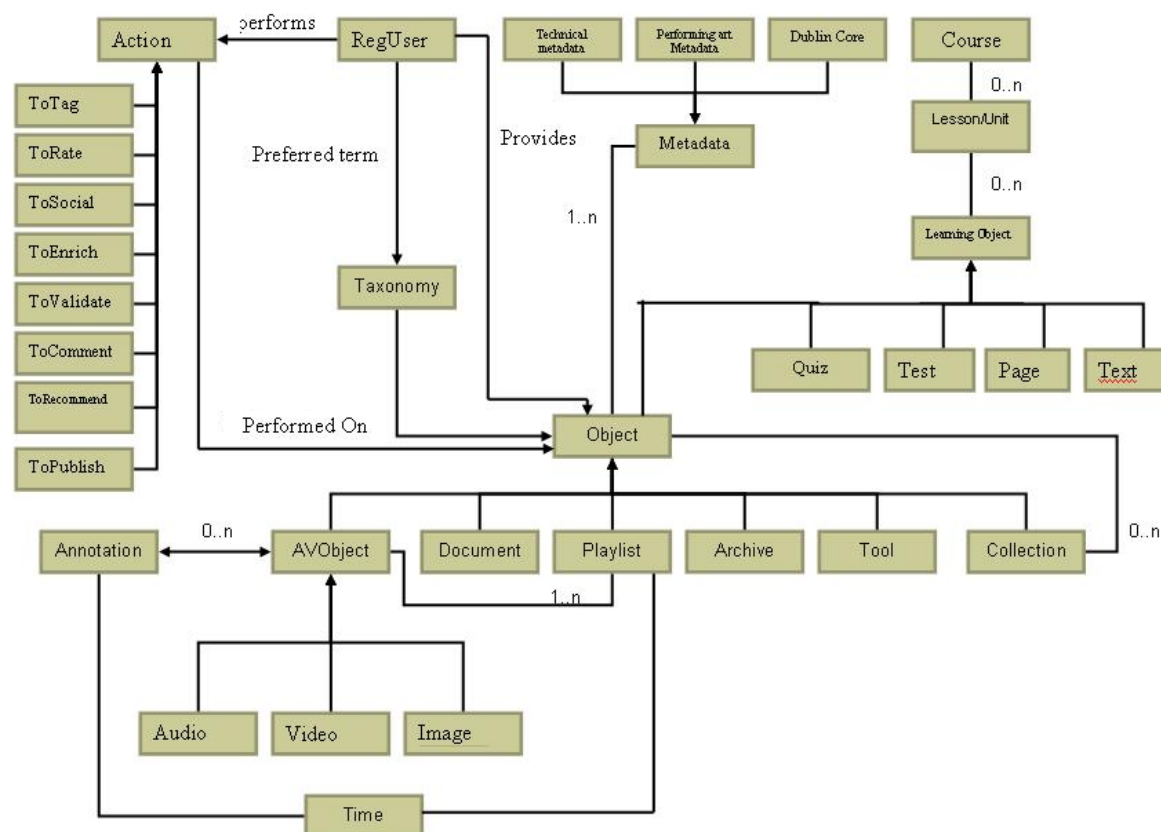 performs
Action
RegUser
Technical
metadata
Performing art
Metadata
Dublin Core
Course
0..n
ToTag
Lesson/Unit
ToRate
Provides
Metadata
Preferred term
0..n
ToSocial
1..n
Learning Object
ToEnrich
Taxonomy
ToValidate
ToComment
Quiz
Test
Page
Text
ToRecommend
Performed On
Object
ToPublish
0..n
0..n
Annotation
AVObject
Document
Playlist
Archive
Tool
Collection
1..n
Audio
Video
Image
Time